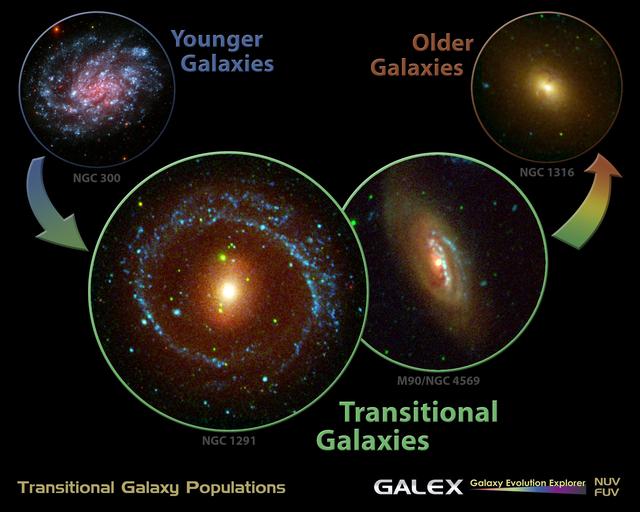 Younger
Galaxies
Older
Galaxies
NGC 300
NGC 1316
M90/NGC 4569
Transitional
Galaxies
NGC 1291
Transitional Galaxy Populations
GALEX Galaxy Evolution Explorer NUV
FUV